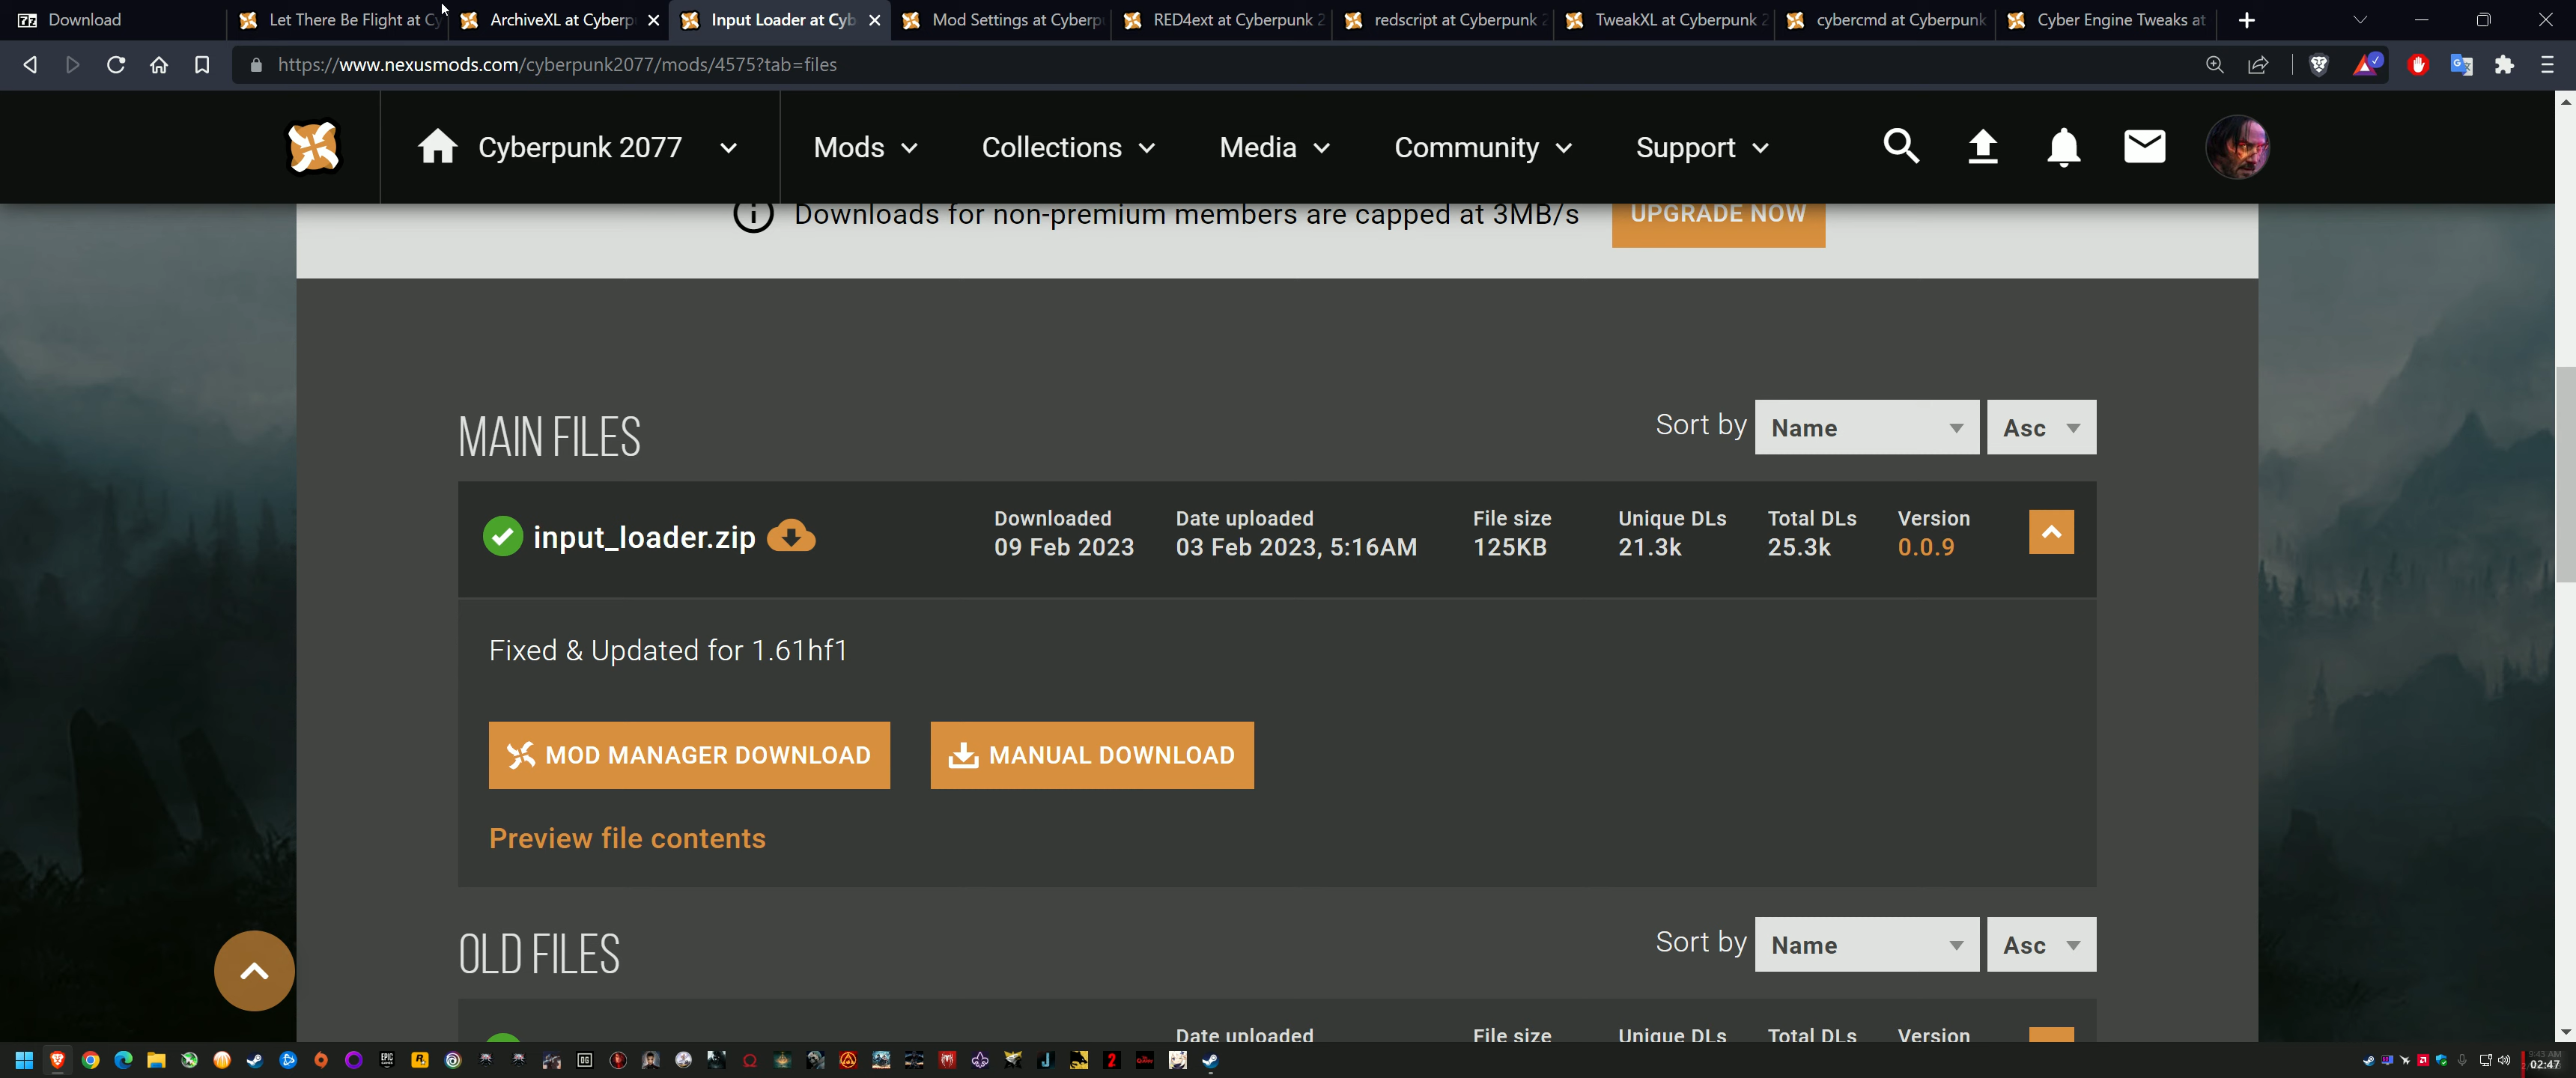 7z Download
Let There Be Flight at Cy
ArchiveXL at Cyberp
Input Loader at Cyb
Mod Settings at Cyberpu
RED4ext at Cyberpunk 2
redscript at Cyberpunk 2
TweakXL at Cyberpunk 2
cybercmd at Cyberpunk
Cyber Engine Tweaks at
https://www.nexusmods.com/cyberpunk2077/mods/4575?tab=files
Cyberpunk 2077
Mods
Collections
Media
Community
Support
Downloads for non-premium members are capped at 3MB/s
UPGRADE NOW
MAIN FILES
Sort by
Name
Asc
input_loader.zip
Downloaded
09 Feb 2023
Date uploaded
03 Feb 2023, 5:16AM
File size
125KB
Unique DLs
21.3k
Total DLs
25.3k
Version
0.0.9
Fixed & Updated for 1.61hf1
MOD MANAGER DOWNLOAD
MANUAL DOWNLOAD
Preview file contents
OLD FILES
Sort by
Name
Asc
Date uploaded
File size
Unique DLs
Total DLs
Version
9:43 AM
02:47